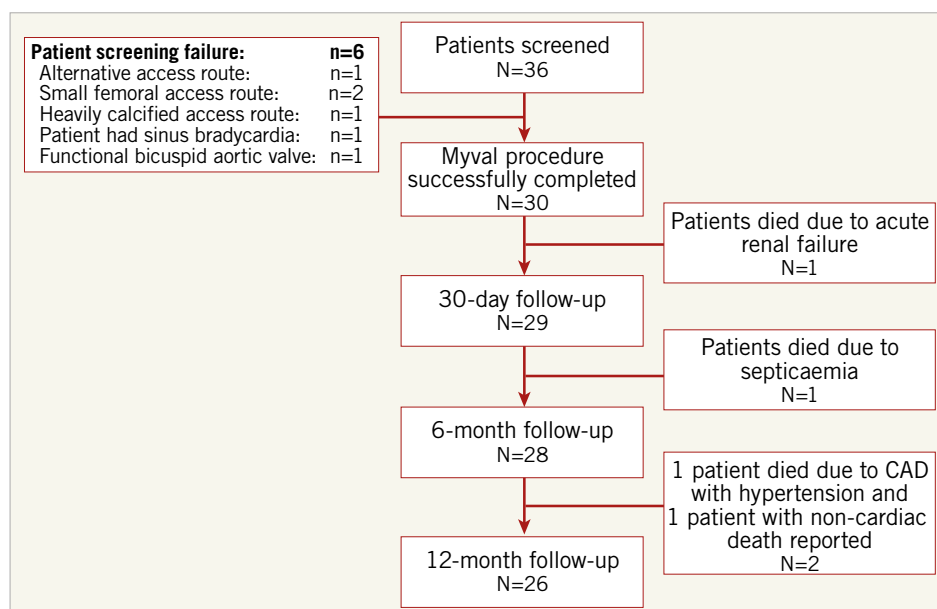 Patient screening failure: n=6
Alternative access route: n=1
Small femoral access route: n=2
Heavily calcified access route: n=1
Patient had sinus bradycardia: n=1
Functional bicuspid aortic valve: n=1
Patients screened
N=36
Myval procedure
successfully completed
N=30
Patients died due to acute
renal failure
N=1
30-day follow-up
N=29
Patients died due to
septicaemia
N=1
6-month follow-up
N=28
1 patient died due to CAD
with hypertension and
1 patient with non-cardiac
death reported
N=2
12-month follow-up
N=26